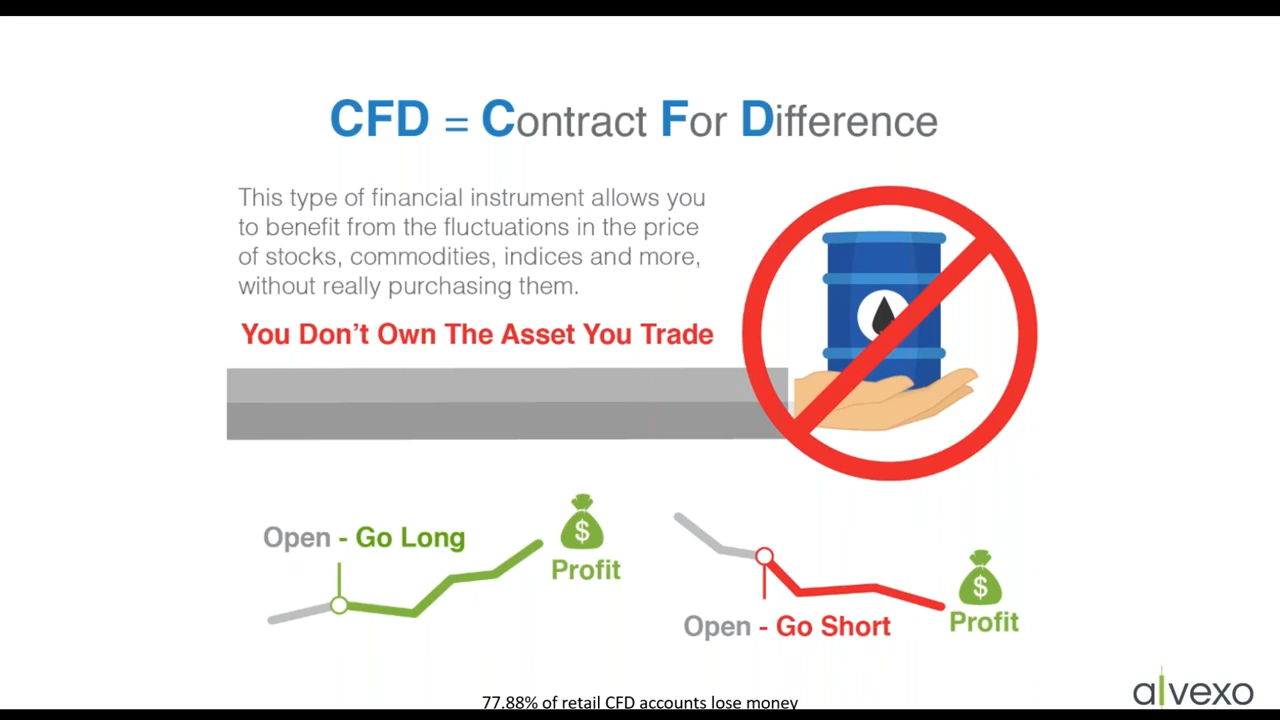 CFD = Contract For Difference
This type of financial instrument allows you
to benefit from the fluctuations in the price
of stocks, commodities, indices and more,
without really purchasing them.
You Don't Own The Asset You Trade
Open - Go Long
$
Profit
Open - Go Short
$
Profit
77.88% of retail CFD accounts lose money
alvexo